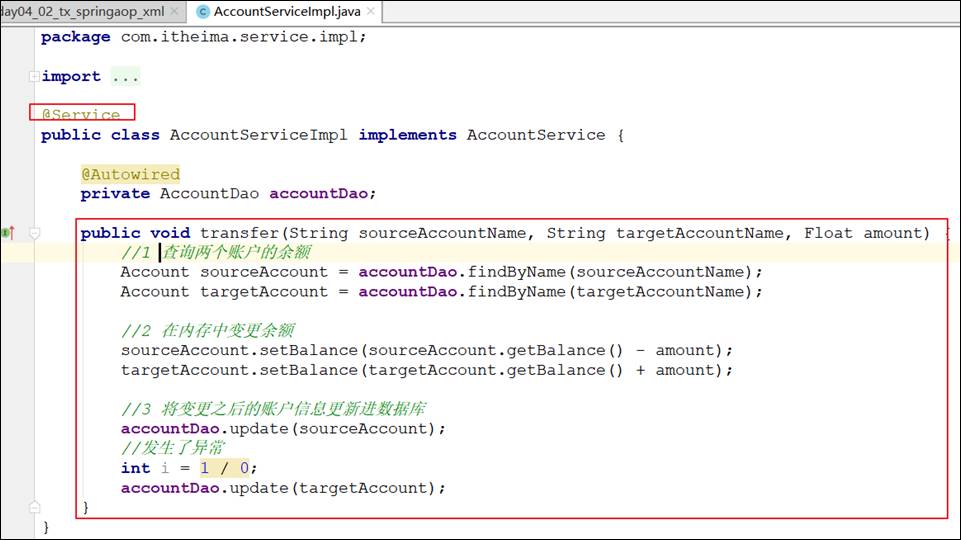 day04_02_tx_springaop_xml AccountServiceImpl.java
package com.itheima.service.impl;
import ...
@Service
public class AccountServiceImpl implements AccountService {
@Autowired
private AccountDao accountDao;
public void transfer(String sourceAccountName, String targetAccountName, Float amount) {
//1 查询两个账户的余额
Account sourceAccount = accountDao.findByName(sourceAccountName);
Account targetAccount = accountDao.findByName(targetAccountName);
//2 在内存中变更余额
sourceAccount.setBalance(sourceAccount.getBalance() - amount);
targetAccount.setBalance(targetAccount.getBalance() + amount);
//3 将变更之后的账户信息更新进数据库
accountDao.update(sourceAccount);
//发生了异常
int i = 1 / 0;
accountDao.update(targetAccount);
}
}